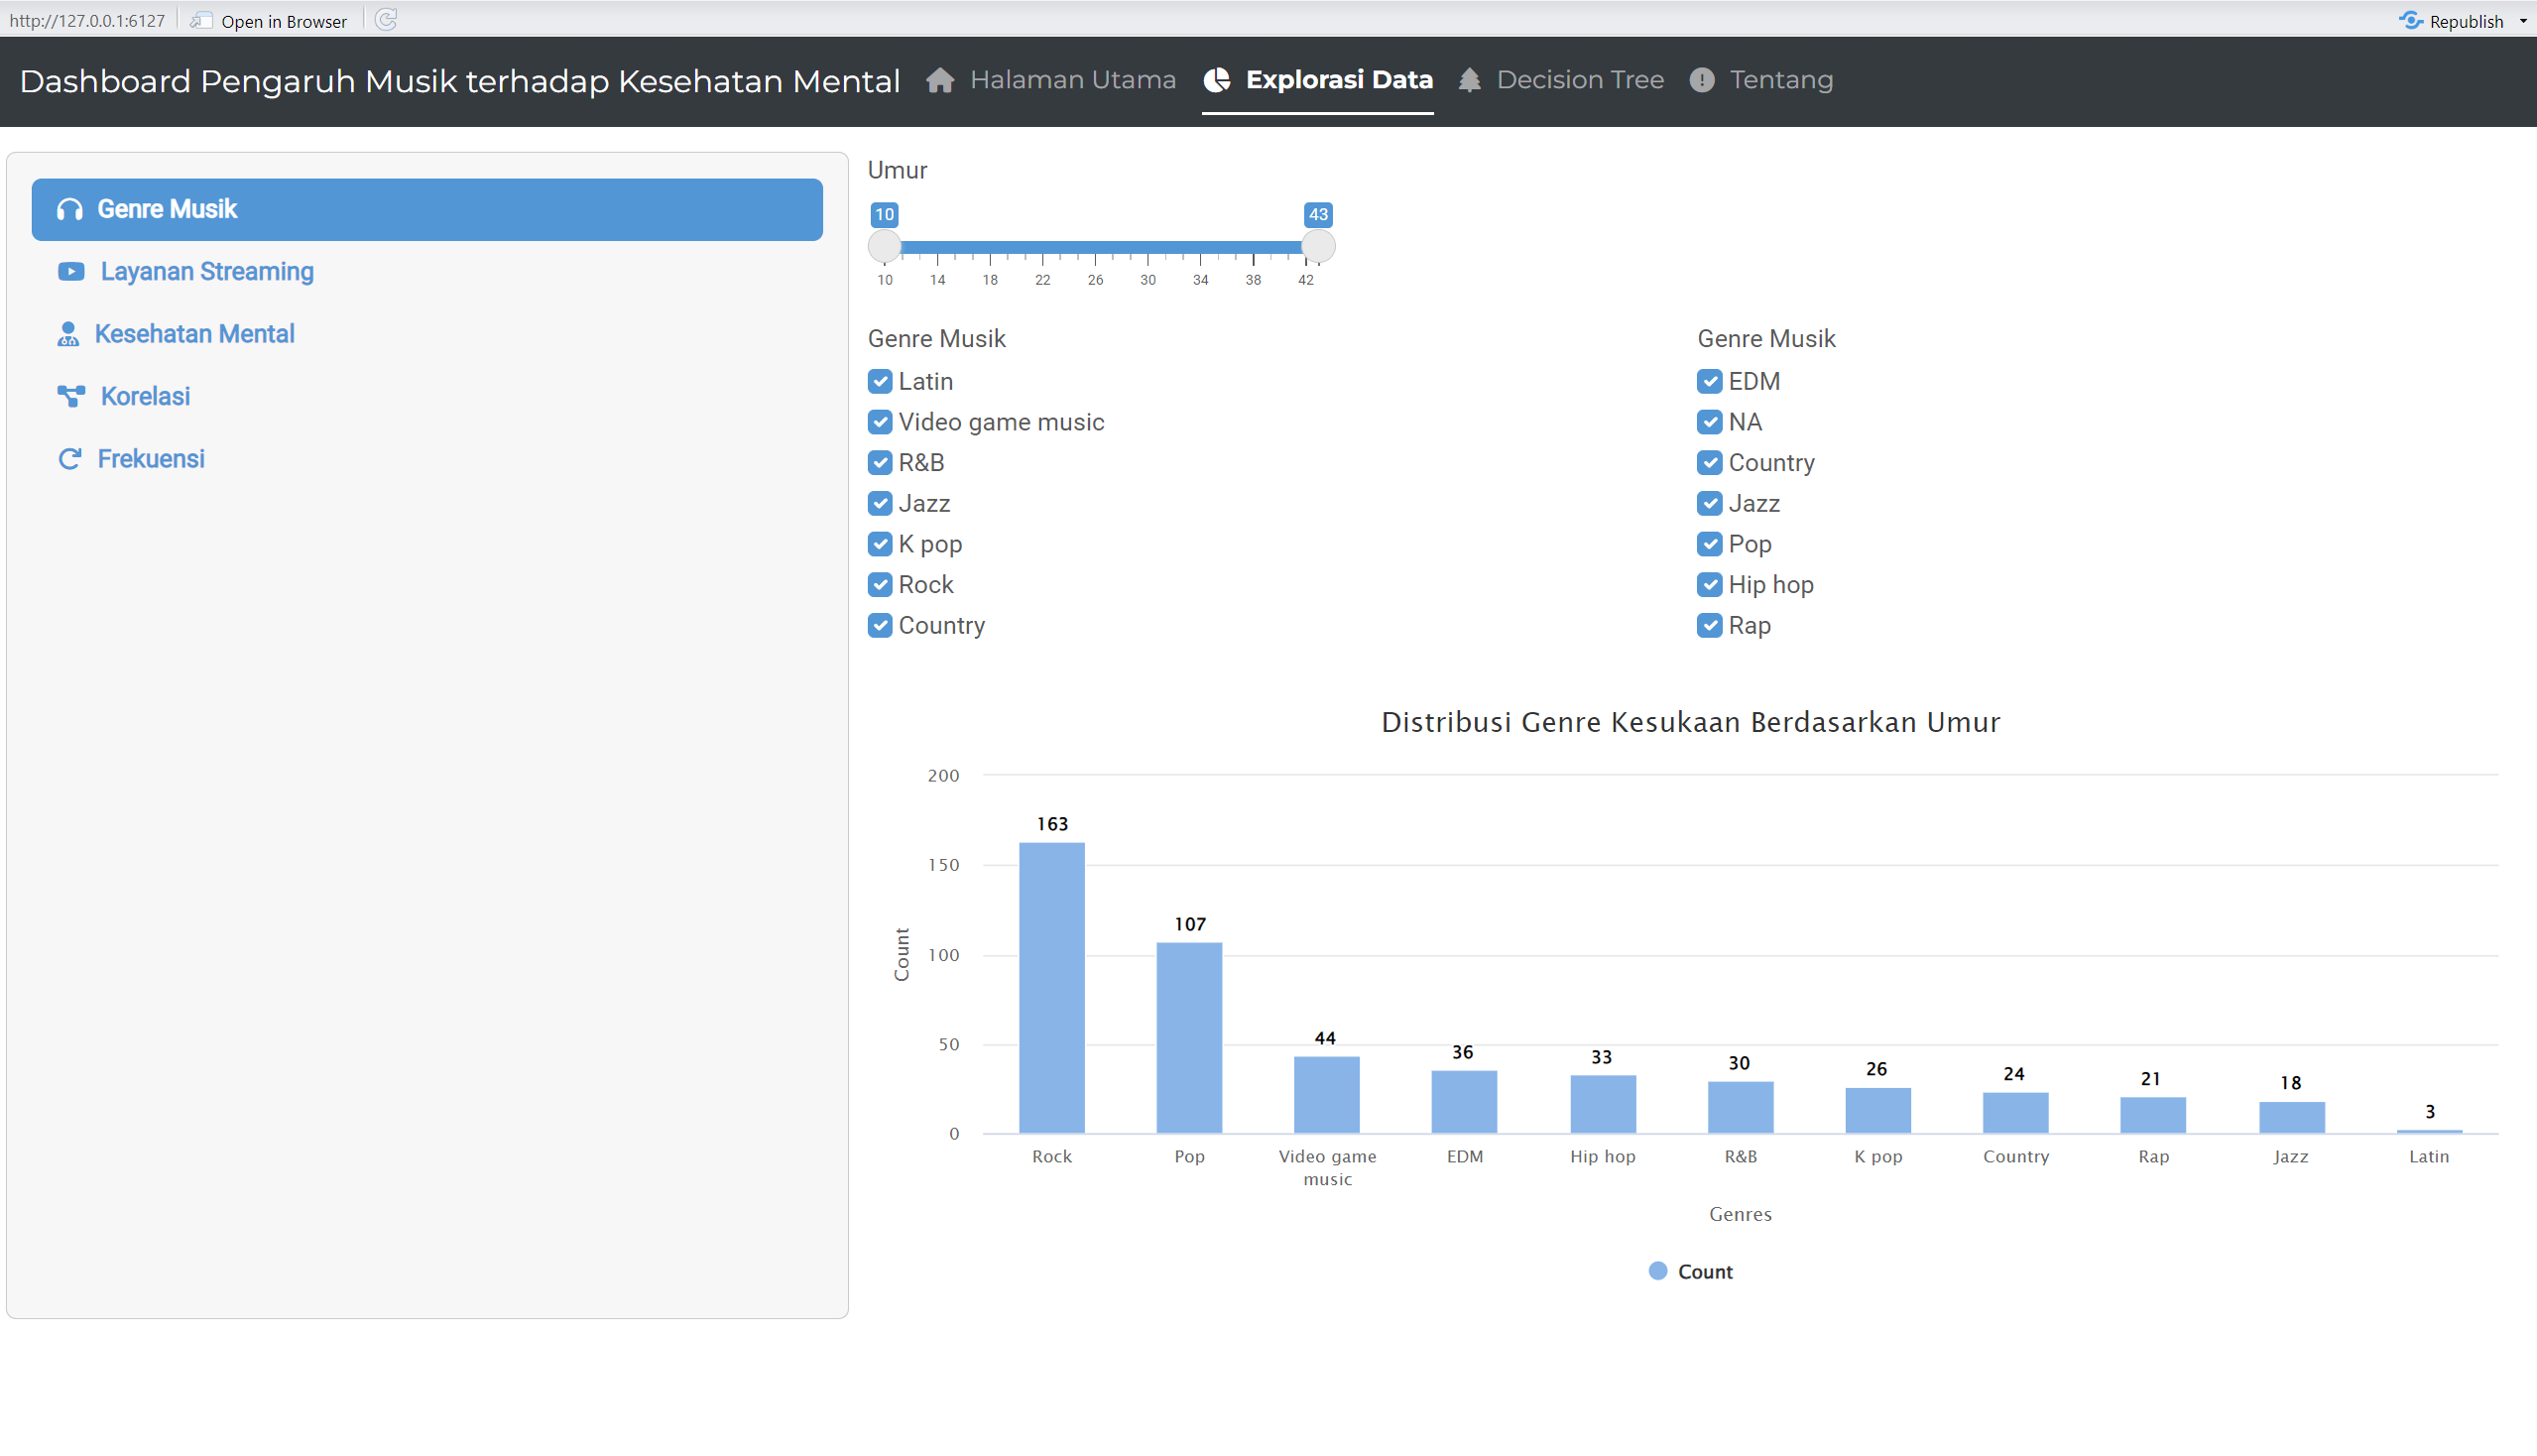 http://127.0.0.1:6127 Open in Browser Republish
Dashboard Pengaruh Musik terhadap Kesehatan Mental Halaman Utama Explorasi Data Decision Tree Tentang
Genre Musik
Layanan Streaming
Kesehatan Mental
Korelasi
Frekuensi
Umur
10 43
10 14 18 22 26 30 34 38 42
Genre Musik
Latin
Video game music
R&B
Jazz
K pop
Rock
Country
Genre Musik
EDM
NA
Country
Jazz
Pop
Hip hop
Rap
Distribusi Genre Kesukaan Berdasarkan Umur
Count
200
150
100
50
0
163 107 44 36 33 30 26 24 21 18 3
Rock Pop Video game music EDM Hip hop R&B K pop Country Rap Jazz Latin
Genres
Count